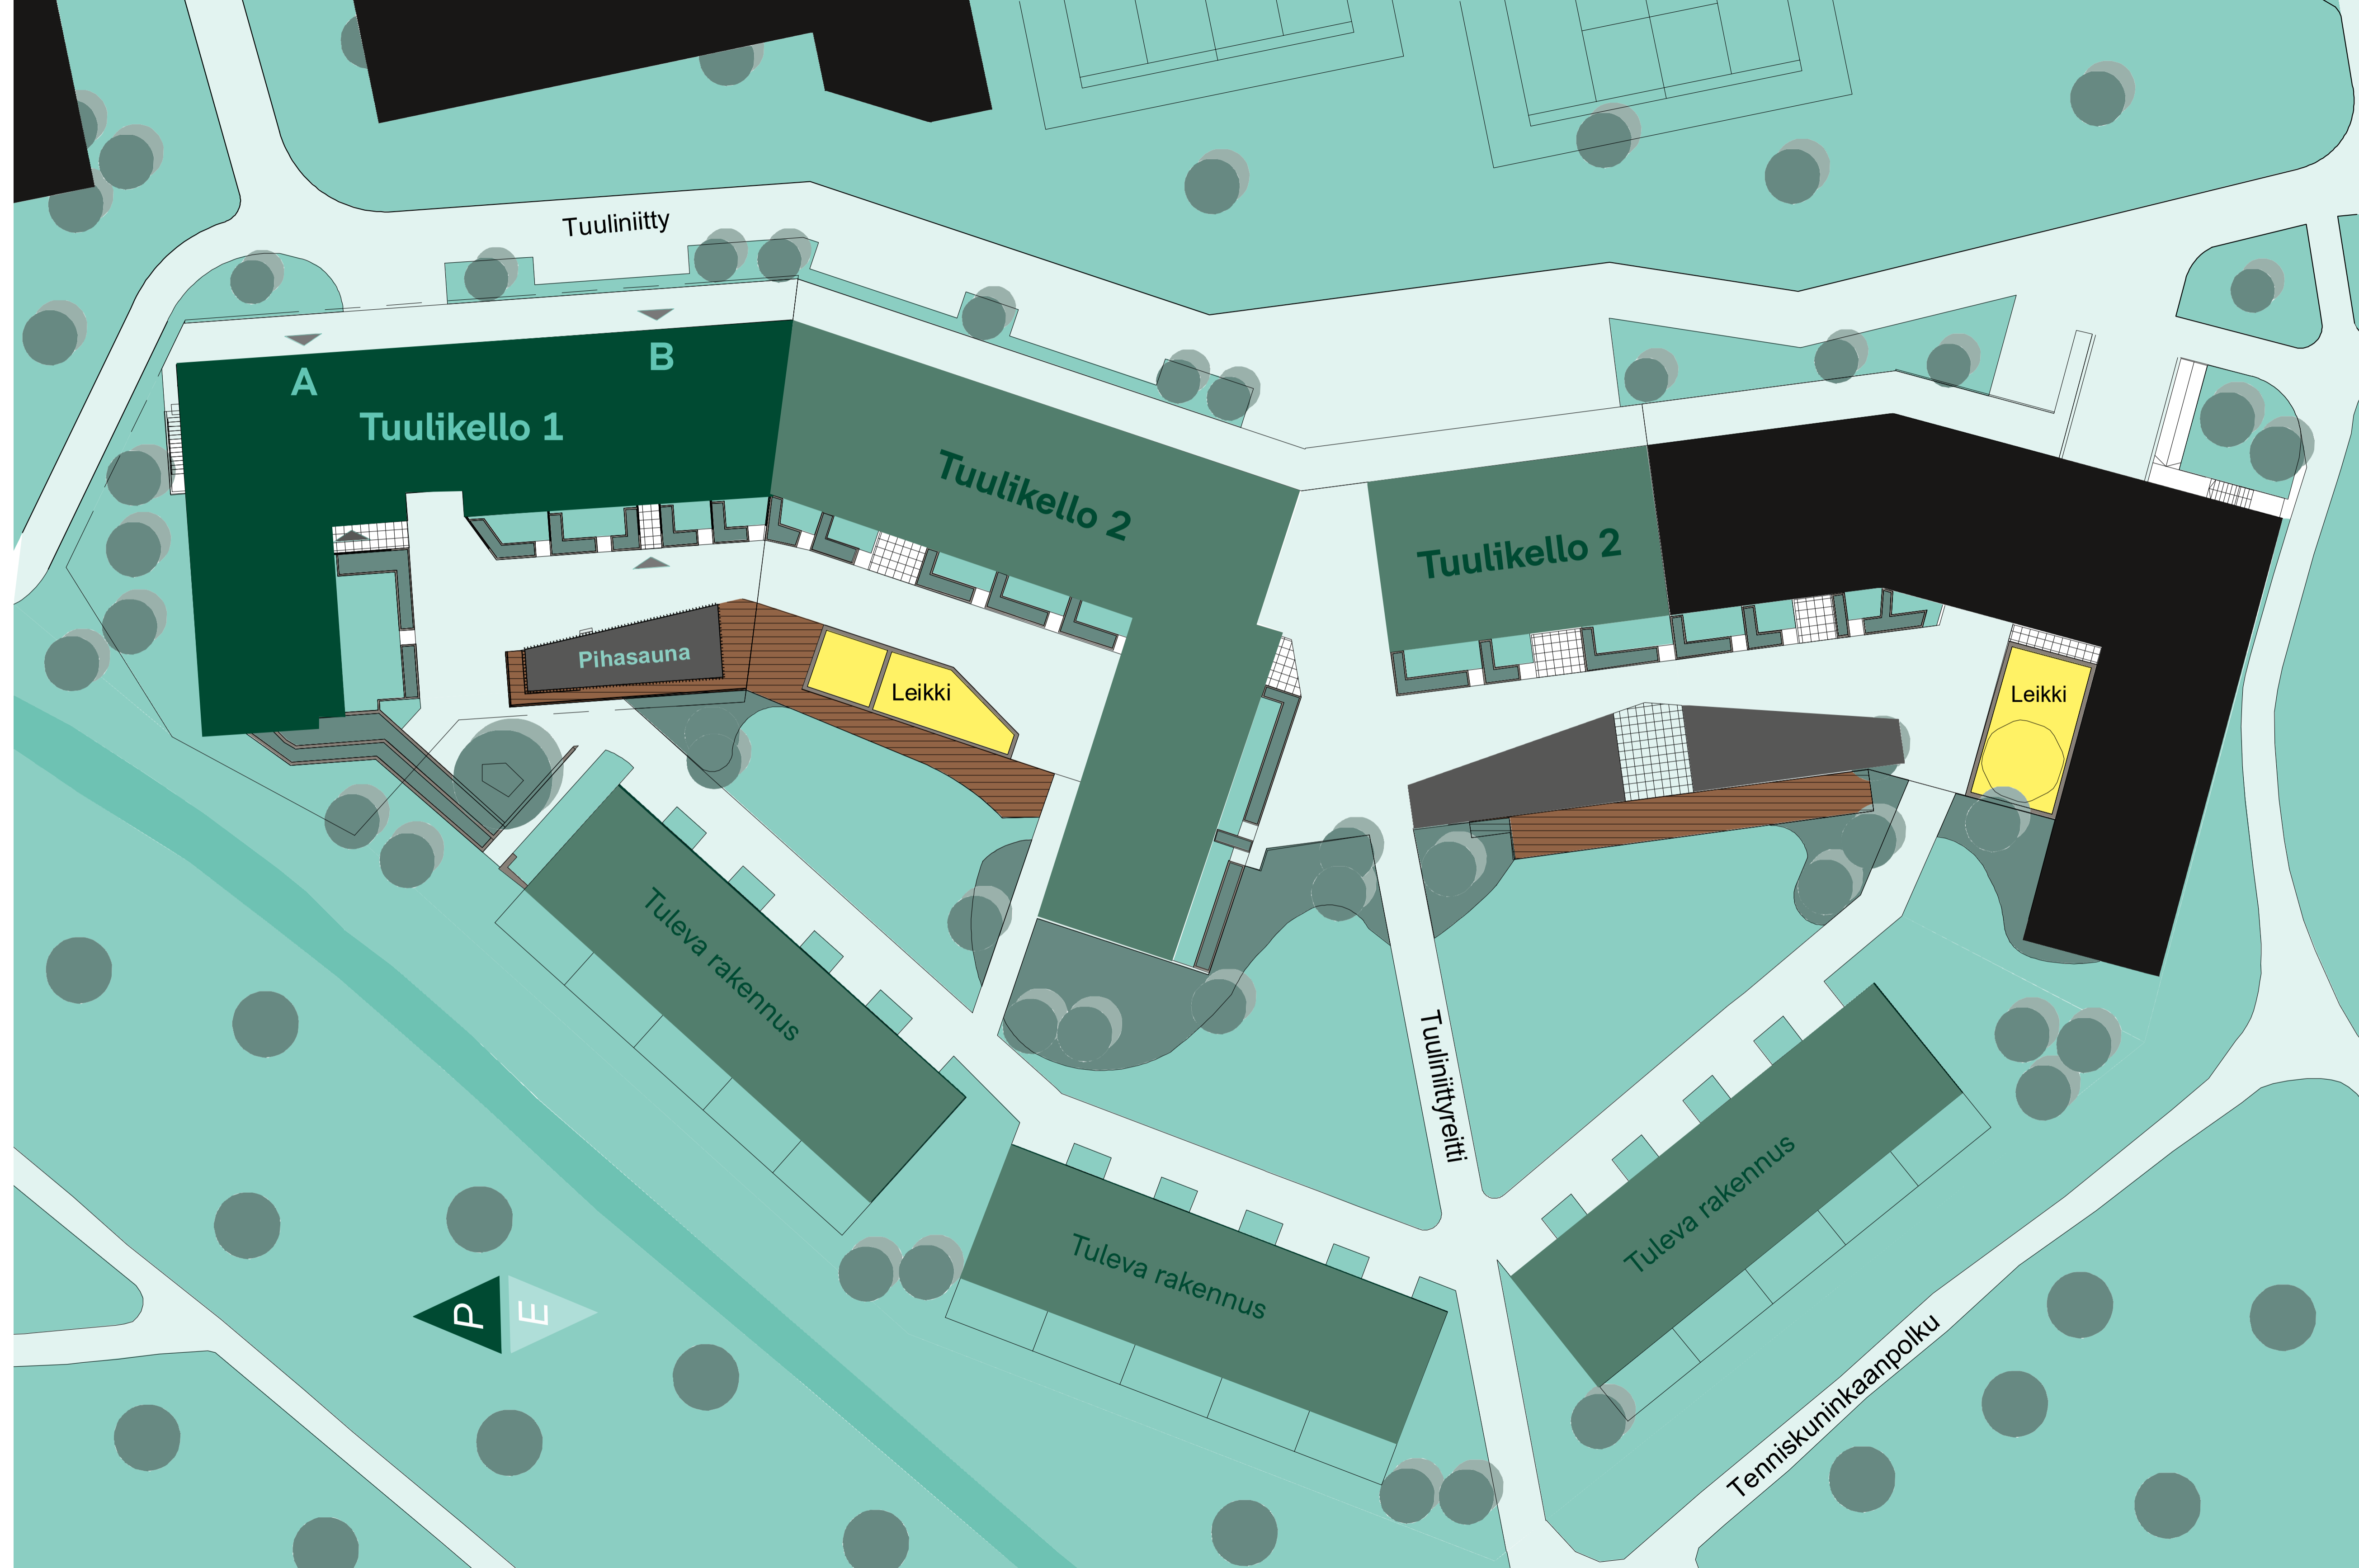 Tuuliniitty
A
B
Tuulikello 1
Tuulikello 2
Tuulikello 2
Pihasauna
Leikki
Leikki
Tuleva rakennus
Tuuliniittyreitti
Tuleva rakennus
Tuleva rakennus
P
E
Tenniskuninkaanpolku